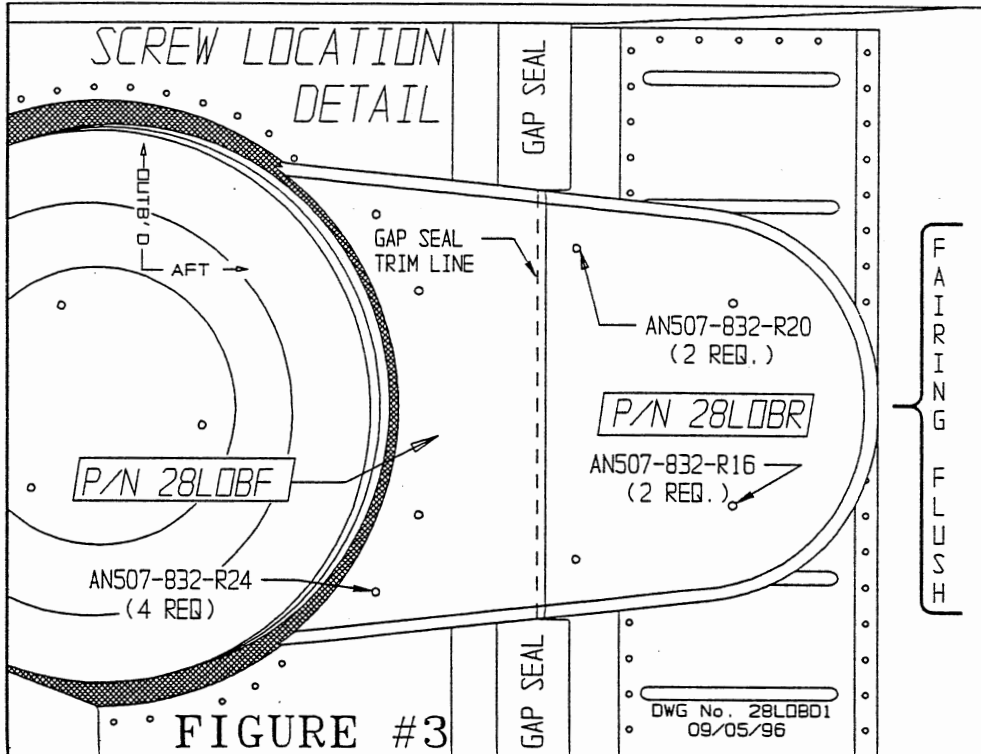 SCREW LOCATION
DETAIL
GAP SEAL
OUTB'D
AFT
GAP SEAL
TRIM LINE
AN507-832-R20
(2 REQ.)
P/N 28LOBR
AN507-832-R16
(2 REQ.)
P/N 28LOBF
AN507-832-R24
(4 REQ)
FAIRING FLUSH
GAP SEAL
FIGURE #3
DWG No. 28LOBD1
09/05/96